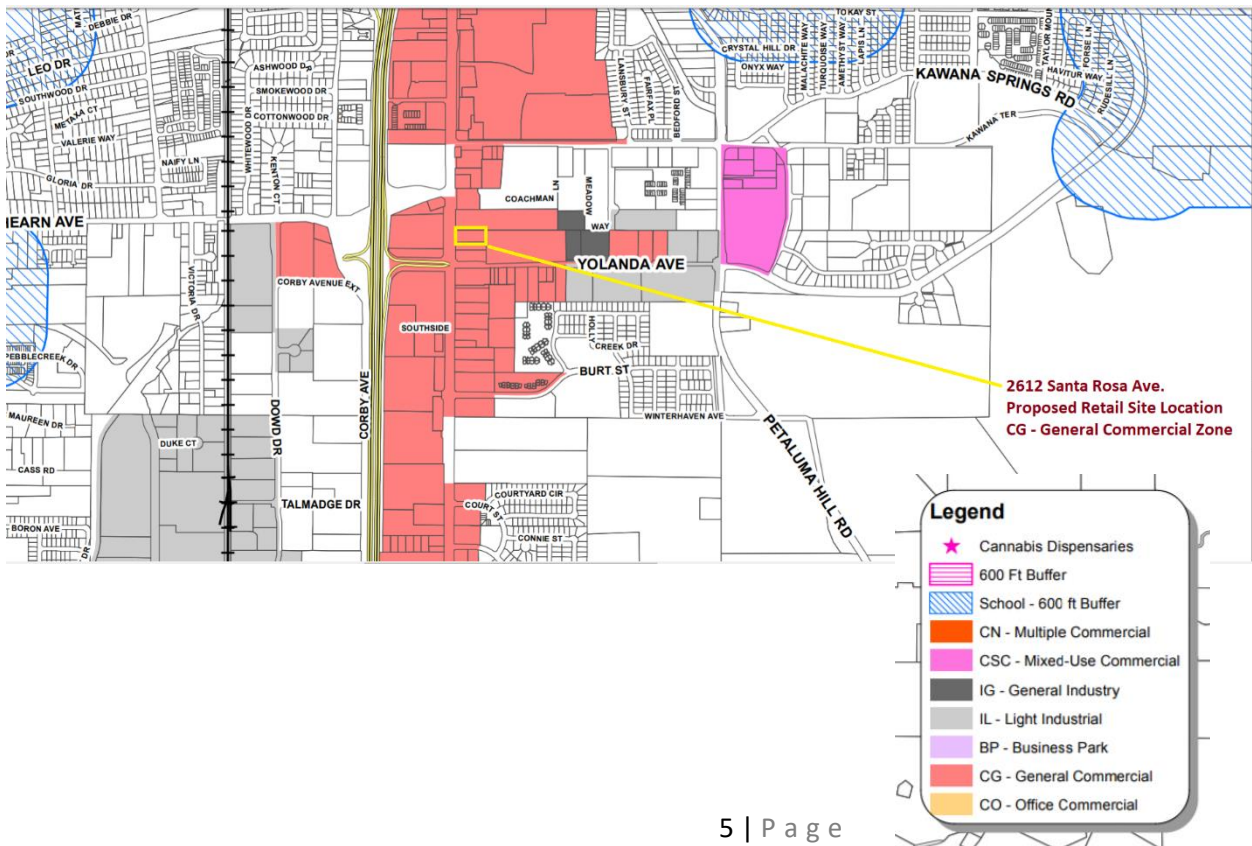 DEBBIE DR
LEO DR
SOUTHWOOD DR
METAXA CT
VALERIE WAY
NAIFY LN
GLORIA DR
HEARN AVE
ASHWOOD DR
SMOKEWOOD DR
COTTONWOOD DR
WHITEWOOD DR
KENTON CT
VICTORIA DR
CORBY AVENUE EXT
PEBBLECREEK DR
MAUREEN DR
DUKE CT
CASS RD
BORON AVE
DR
DOWD DR
TALMADGE DR
CORBY AVE
SOUTHSIDE
LANSBURY ST
FAIRFAX PL
BEDFORD ST
COACHMAN
LN
MEADOW
WAY
YOLANDA AVE
HOLLY
CREEK DR
BURT ST
WINTERHAVEN AVE
COURTYARD CIR
COURT ST
CONNIE ST
PETALUMA HILL RD
TOKAY ST
CRYSTAL HILL DR
ONYX WAY
MALACHITE WAY
TURQUOISE WAY
AMETHYST WAY
LAPIS LN
KAWANA SPRINGS RD
KAWANA TER
TAYLOR MOUN
FORSE LN
HAVITUR WAY
RUDESILL LN
2612 Santa Rosa Ave.
Proposed Retail Site Location
CG - General Commercial Zone
Legend
Cannabis Dispensaries
600 Ft Buffer
School - 600 ft Buffer
CN - Multiple Commercial
CSC - Mixed-Use Commercial
IG - General Industry
IL - Light Industrial
BP - Business Park
CG - General Commercial
CO - Office Commercial
5 | Page